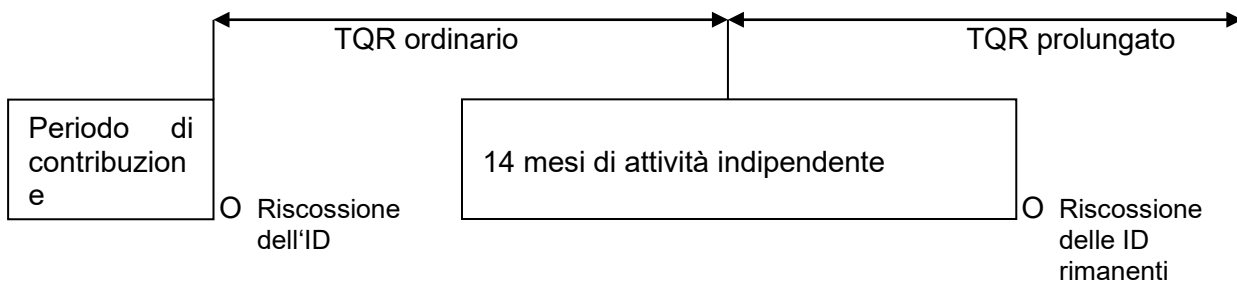 TQR ordinario
TQR prolungato
Periodo di
contribuzion
e
14 mesi di attività indipendente
O Riscossione
dell‘ID
O Riscossione
delle ID
rimanenti